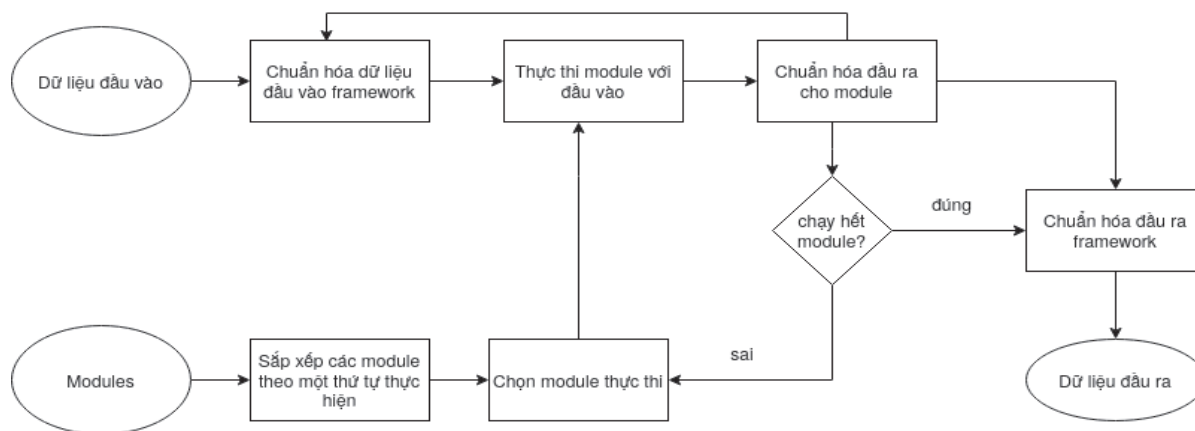 Dữ liệu đầu vào
Chuẩn hóa dữ liệu
đầu vào framework
Thực thi module với
đầu vào
Chuẩn hóa đầu ra
cho module
chạy hết
module?
đúng
Chuẩn hóa đầu ra
framework
Modules
Sắp xếp các module
theo một thứ tự thực
hiện
Chọn module thực thi
sai
Dữ liệu đầu ra